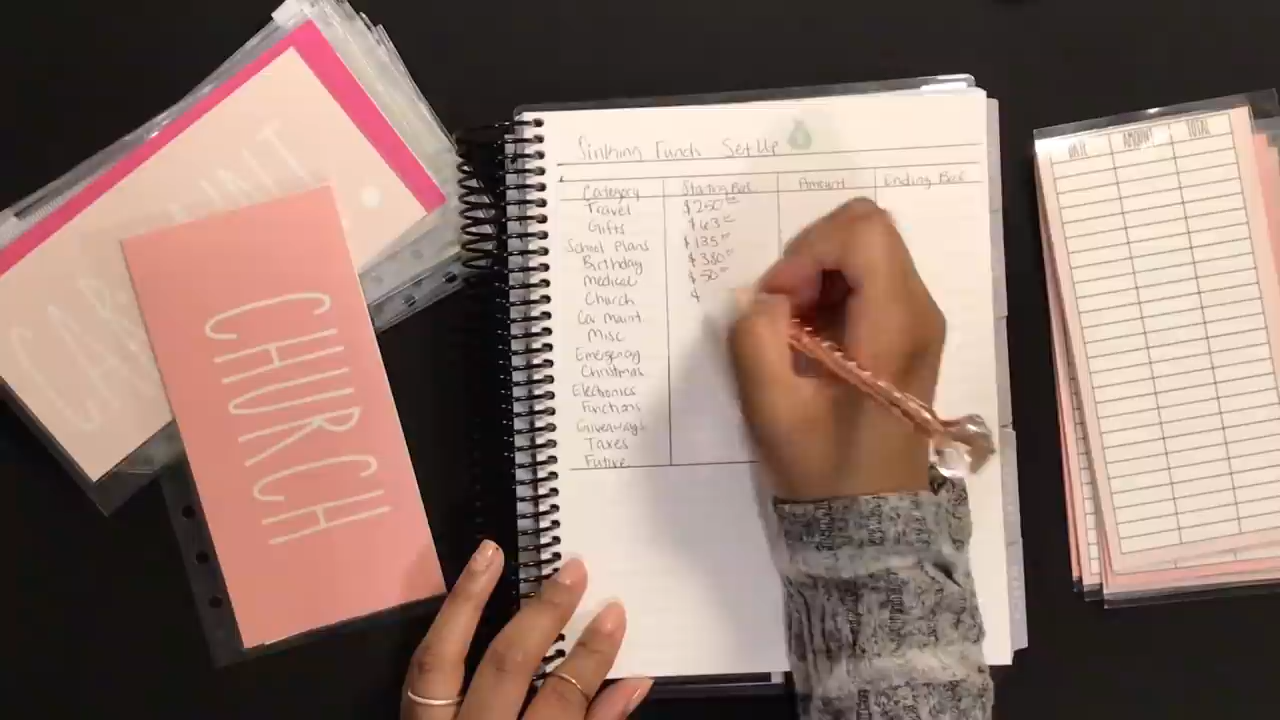 Sinking Funds Set Up
Category Starting Bal. Amount Ending Bal
Travel $250
Gifts $63
School Plans $135
Birthday $380
Medical $50
Church $
Car Maint.
Misc
Emergency
Christmas
Electronics
Functions
Giveaways
Taxes
Future
CHURCH
DATE AMOUNT TOTAL